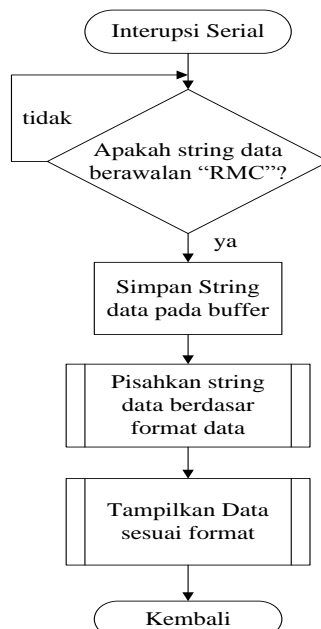 Interupsi Serial
tidak
Apakah string data
berawalan “RMC”?
ya
Simpan String
data pada buffer
Pisahkan string
data berdasar
format data
Tampilkan Data
sesuai format
Kembali